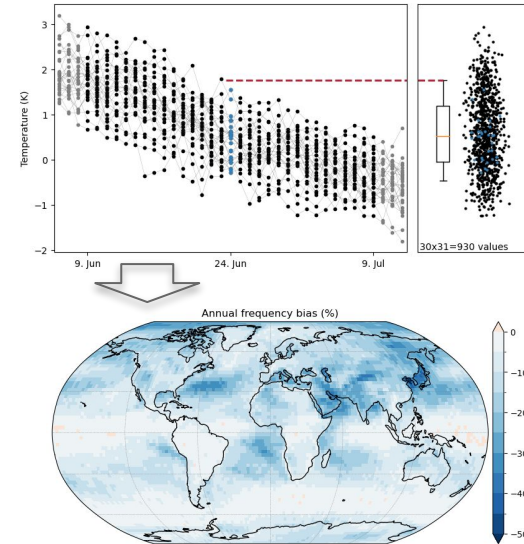 3
2
1
0
−1
−2
Temperature (K)
9. Jun
24. Jun
9. Jul
30x31=930 values
Annual frequency bias (%)
0
−10
−20
−30
−40
−50